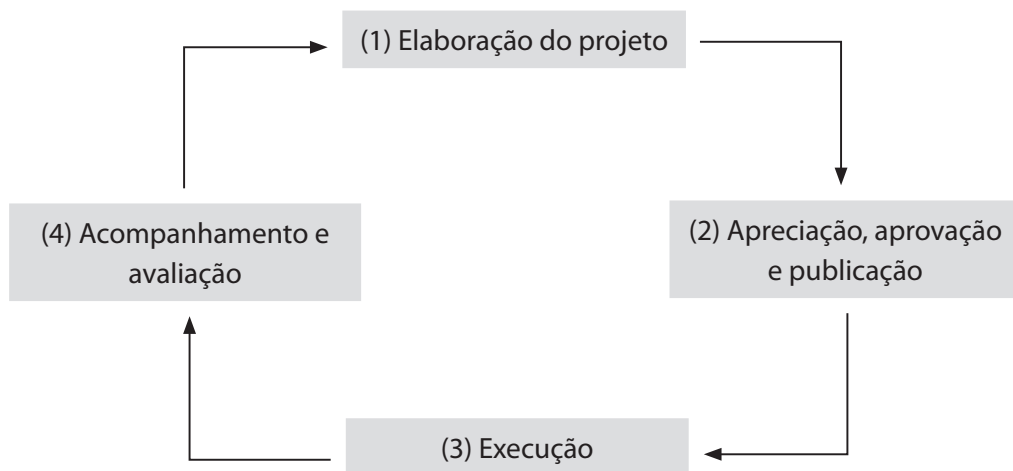 (1) Elaboração do projeto
(2) Apreciação, aprovação
e publicação
(3) Execução
(4) Acompanhamento e
avaliação